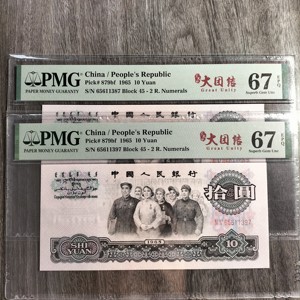 PMG
PAPER MONEY GUARANTY
China / People's Republic
Pick# 879bf 1965 10 Yuan
S/N 65611387 Block 45 - 2 R. Numerals
大团结
Great Unity
67 EPQ
Superb Gem Unc
PMG
PAPER MONEY GUARANTY
China / People's Republic
Pick# 879bf 1965 10 Yuan
S/N 65611397 Block 45 - 2 R. Numerals
大团结
Great Unity
67 EPQ
Superb Gem Unc
中国人民银行
拾圆
1965
SHI
YUAN
10